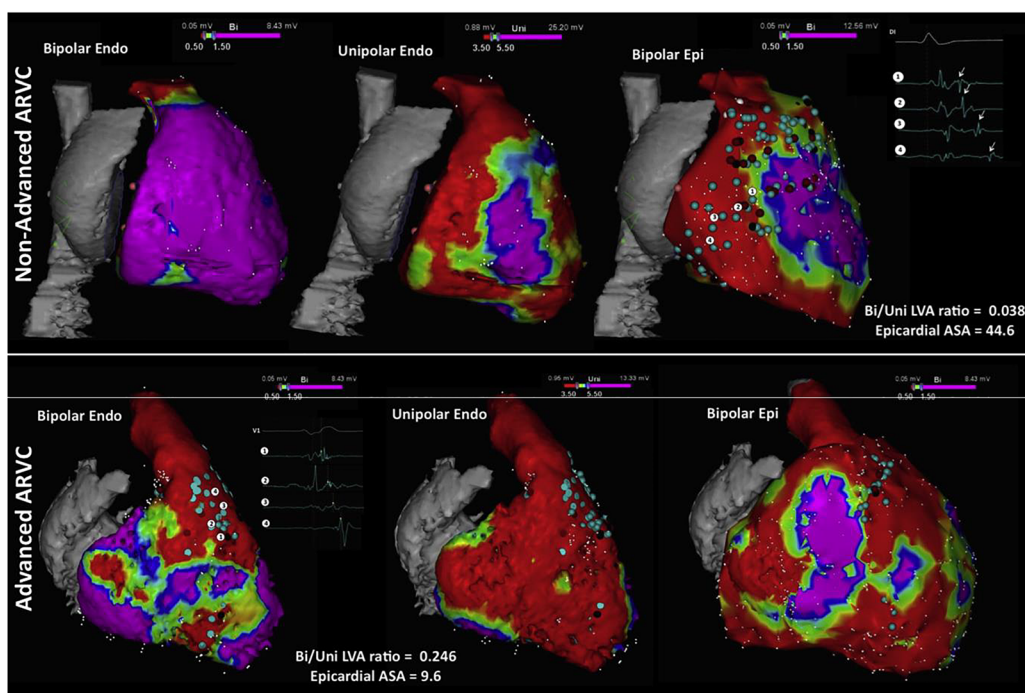 Non-Advanced ARVC
Bipolar Endo
0.05 mV Bi 8.43 mV
0.50 1.50
Unipolar Endo
0.88 mV Uni 25.20 mV
3.50 5.50
Bipolar Epi
0.05 mV Bi 12.56 mV
0.50 1.50
DI
1
2
3
4
1
2
3
4
Bi/Uni LVA ratio = 0.038
Epicardial ASA = 44.6
Advanced ARVC
Bipolar Endo
0.05 mV Bi 8.43 mV
0.50 1.50
V1
1
2
3
4
4
3
2
1
Bi/Uni LVA ratio = 0.246
Epicardial ASA = 9.6
Unipolar Endo
0.95 mV Uni 13.33 mV
3.50 5.50
Bipolar Epi
0.05 mV Bi 8.43 mV
0.50 1.50